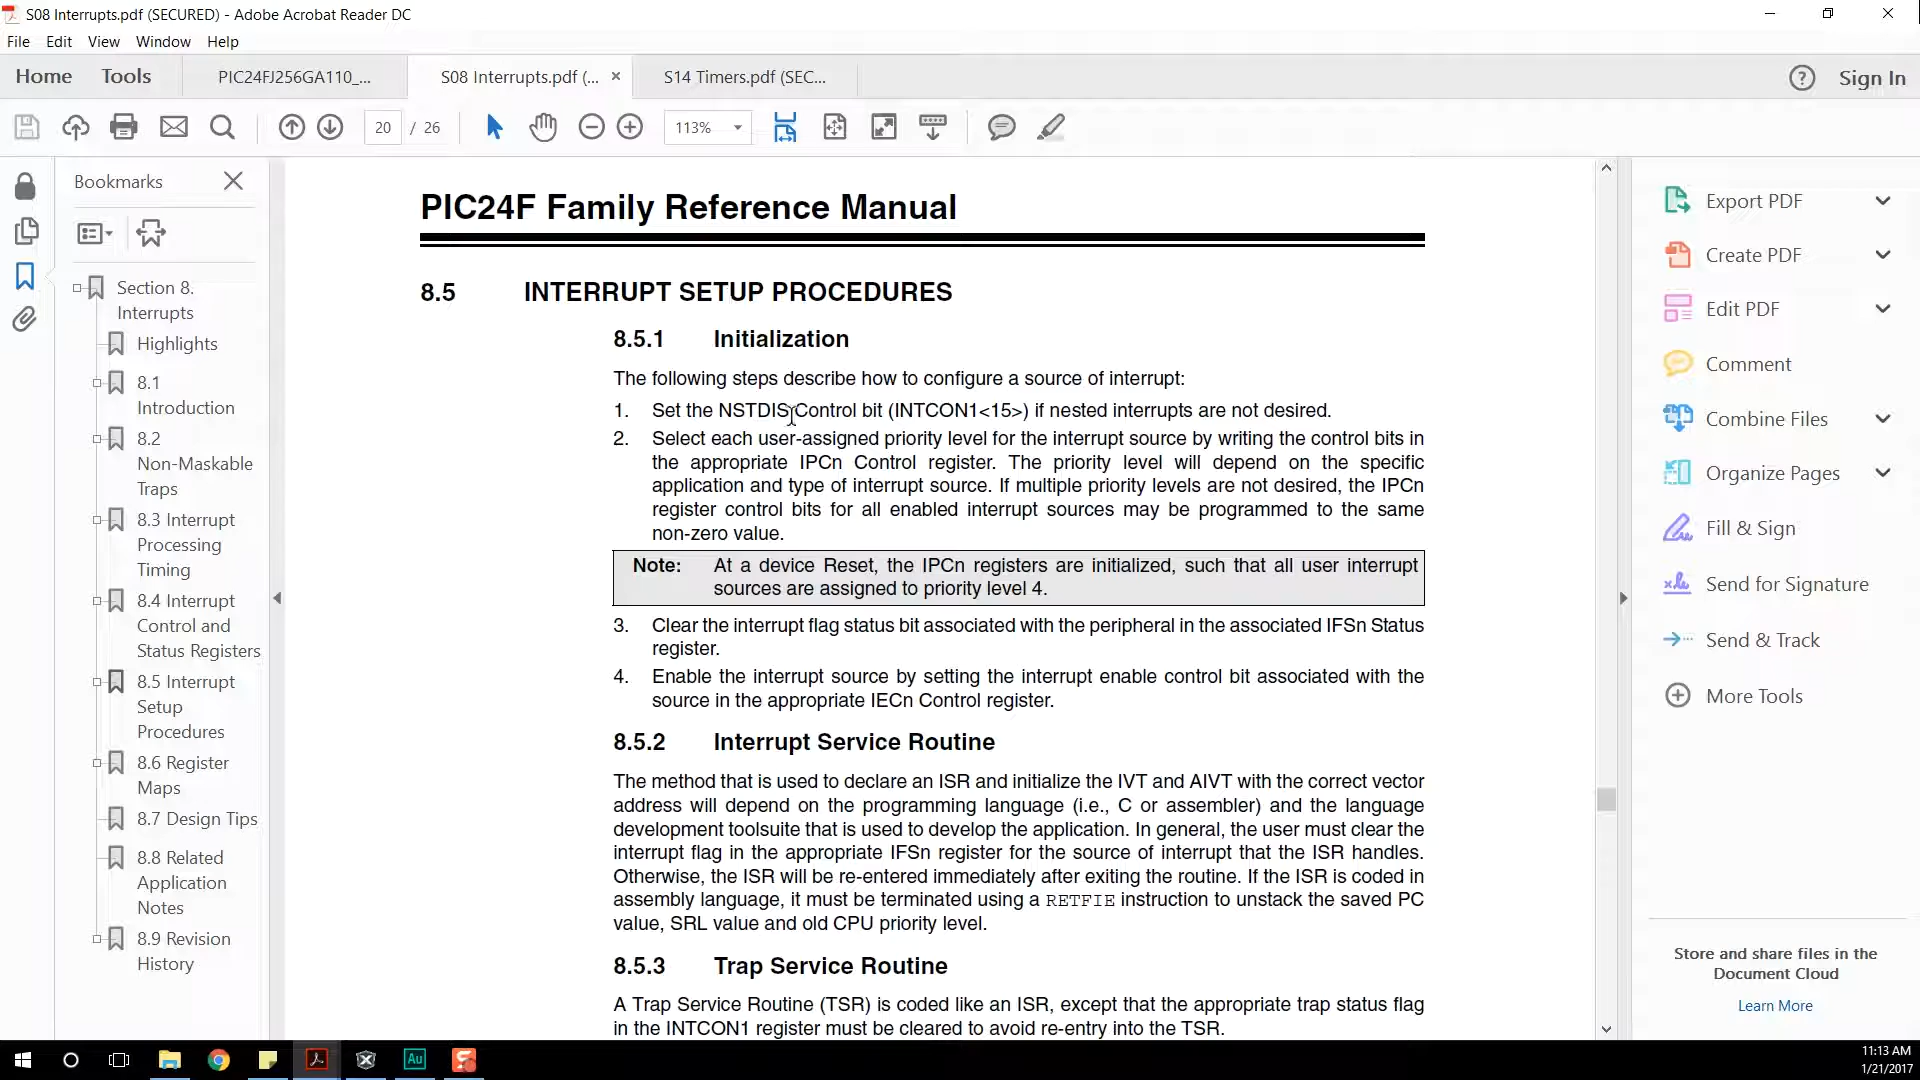 S08 Interrupts.pdf (SECURED) - Adobe Acrobat Reader DC
File Edit View Window Help
Home Tools PIC24FJ256GA110_... S08 Interrupts.pdf (... × S14 Timers.pdf (SEC... ? Sign In
20 / 26 113%
Bookmarks
Section 8.
Interrupts
Highlights
8.1
Introduction
8.2
Non-Maskable
Traps
8.3 Interrupt
Processing
Timing
8.4 Interrupt
Control and
Status Registers
8.5 Interrupt
Setup
Procedures
8.6 Register
Maps
8.7 Design Tips
8.8 Related
Application
Notes
8.9 Revision
History
PIC24F Family Reference Manual
8.5 INTERRUPT SETUP PROCEDURES
8.5.1 Initialization
The following steps describe how to configure a source of interrupt:
1. Set the NSTDIS Control bit (INTCON1<15>) if nested interrupts are not desired.
2. Select each user-assigned priority level for the interrupt source by writing the control bits in
the appropriate IPCn Control register. The priority level will depend on the specific
application and type of interrupt source. If multiple priority levels are not desired, the IPCn
register control bits for all enabled interrupt sources may be programmed to the same
non-zero value.
Note: At a device Reset, the IPCn registers are initialized, such that all user interrupt
sources are assigned to priority level 4.
3. Clear the interrupt flag status bit associated with the peripheral in the associated IFSn Status
register.
4. Enable the interrupt source by setting the interrupt enable control bit associated with the
source in the appropriate IECn Control register.
8.5.2 Interrupt Service Routine
The method that is used to declare an ISR and initialize the IVT and AIVT with the correct vector
address will depend on the programming language (i.e., C or assembler) and the language
development toolsuite that is used to develop the application. In general, the user must clear the
interrupt flag in the appropriate IFSn register for the source of interrupt that the ISR handles.
Otherwise, the ISR will be re-entered immediately after exiting the routine. If the ISR is coded in
assembly language, it must be terminated using a RETFIE instruction to unstack the saved PC
value, SRL value and old CPU priority level.
8.5.3 Trap Service Routine
A Trap Service Routine (TSR) is coded like an ISR, except that the appropriate trap status flag
in the INTCON1 register must be cleared to avoid re-entry into the TSR.
Export PDF
Create PDF
Edit PDF
Comment
Combine Files
Organize Pages
Fill & Sign
Send for Signature
Send & Track
More Tools
Store and share files in the
Document Cloud
Learn More
Au
11:13 AM
1/21/2017